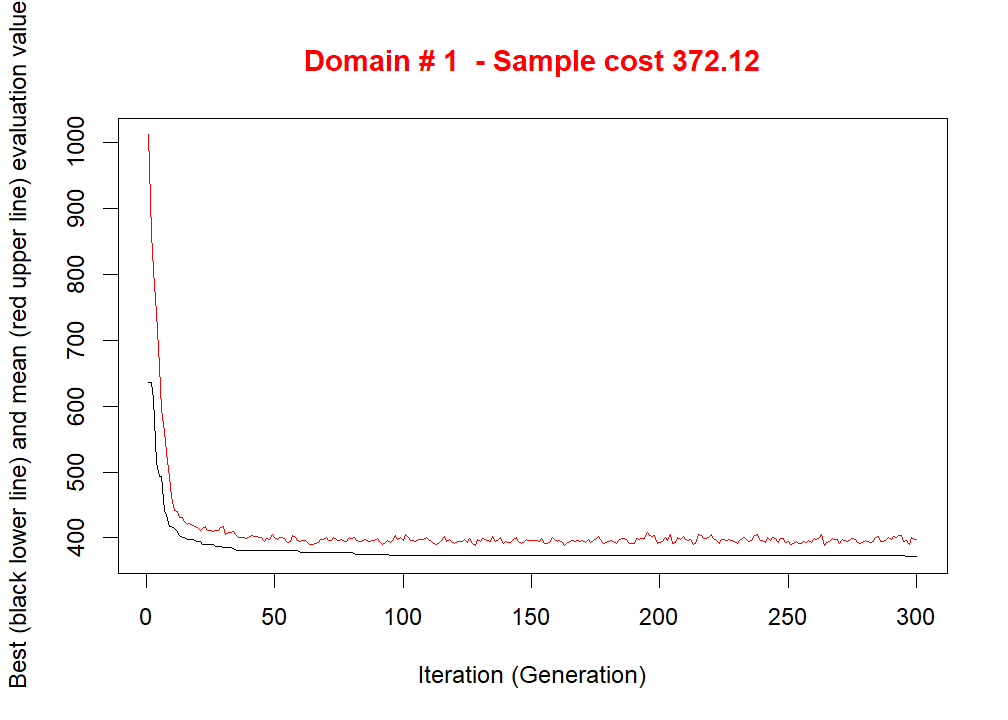 Domain # 1  - Sample cost 372.12
Best (black lower line) and mean (red upper line) evaluation value
1000
900
800
700
600
500
400
0 50 100 150 200 250 300
Iteration (Generation)